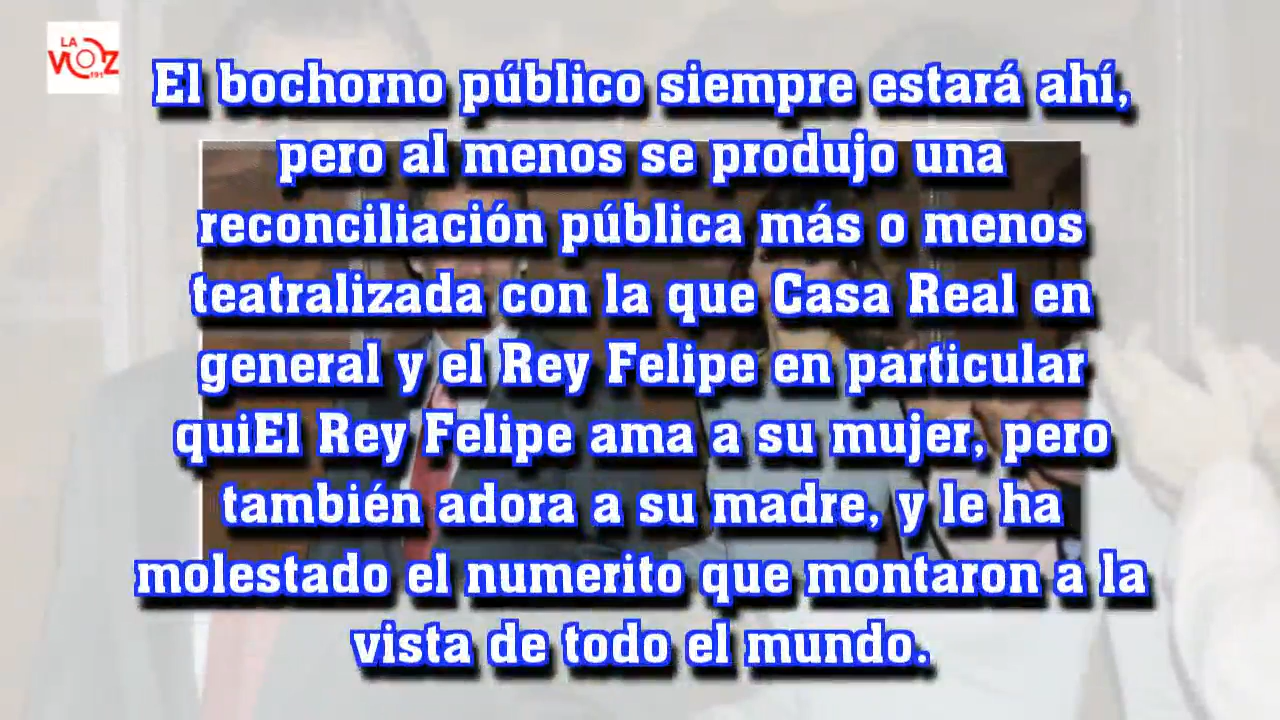 LA
VOZ
191
El bochorno público siempre estará ahí,
pero al menos se produjo una
reconciliación pública más o menos
teatralizada con la que Casa Real en
general y el Rey Felipe en particular
quiEl Rey Felipe ama a su mujer, pero
también adora a su madre, y le ha
molestado el numerito que montaron a la
vista de todo el mundo.